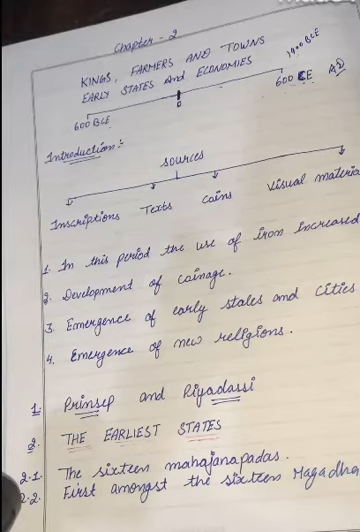 Chapter - 2
KINGS, FARMERS AND TOWNS
EARLY STATES and ECONOMIES
1900 BCE
600 BCE
0
600 CE AD
Introduction :-
sources
Inscriptions Texts Coins Visual materia
1. In this period the use of iron increased
2. Development of coinage.
3. Emergence of early states and cities
4. Emergence of new religions.
1. Prinsep and Piyadassi
2. THE EARLIEST STATES
2.1. The sixteen mahajanapadas.
2.2. First amongst the sixteen Magadha